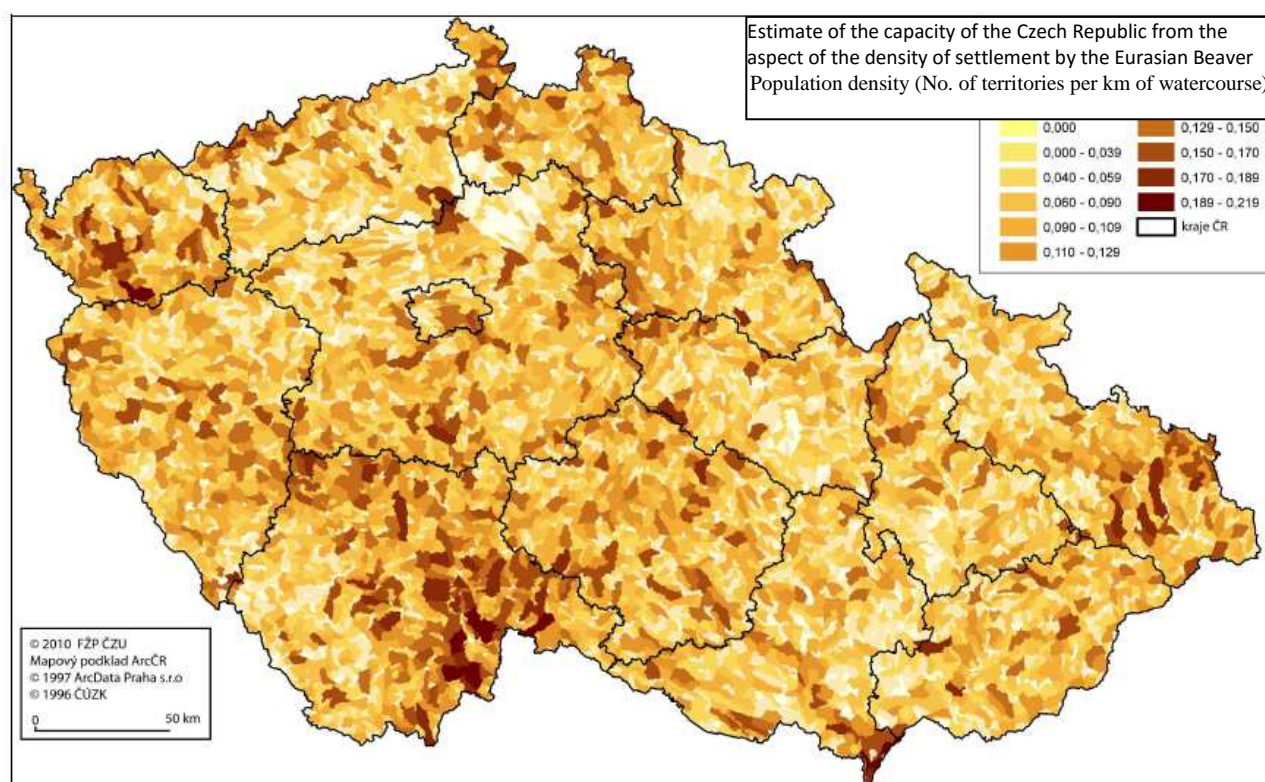 Estimate of the capacity of the Czech Republic from the
aspect of the density of settlement by the Eurasian Beaver
Population density (No. of territories per km of watercourse)
0,000
0,000 - 0,039
0,040 - 0,059
0,060 - 0,090
0,090 - 0,109
0,110 - 0,129
0,129 - 0,150
0,150 - 0,170
0,170 - 0,189
0,189 - 0,219
kraje ČR
© 2010 FŽP ČZU
Mapový podklad ArcČR
© 1997 ArcData Praha s.r.o
© 1996 ČÚZK
0 50 km